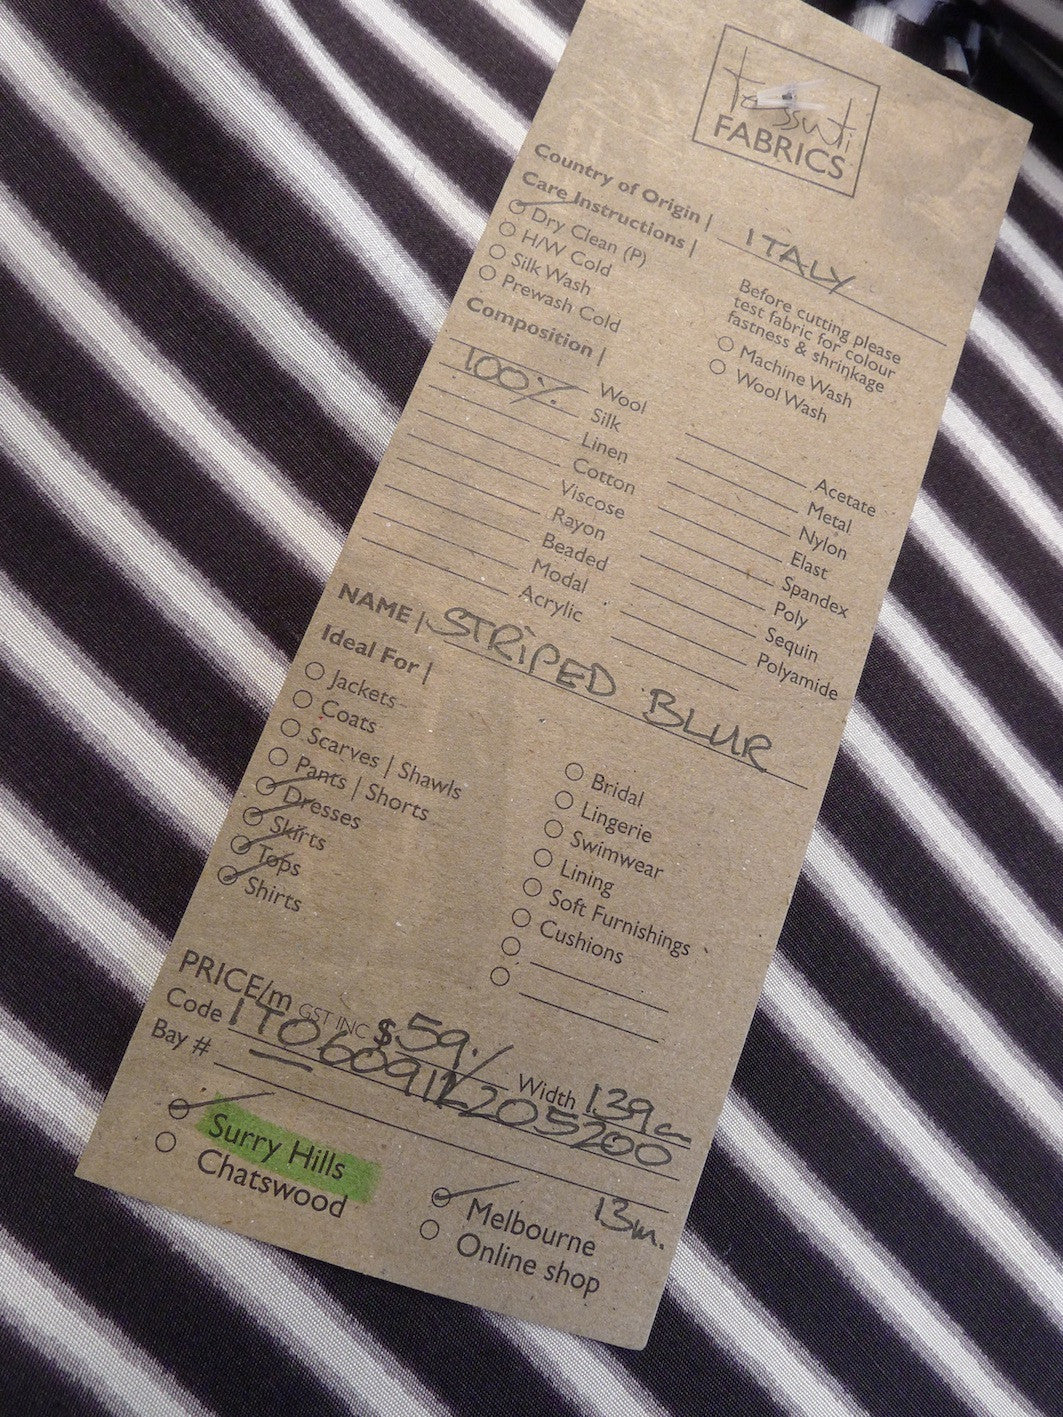 tessuti
FABRICS
Country of Origin | ITALY
Care Instructions |
Dry Clean (P)
H/W Cold
Silk Wash
Prewash Cold
Before cutting please
test fabric for colour
fastness & shrinkage
Machine Wash
Wool Wash
Composition |
Wool
100% Silk
Linen
Cotton
Viscose
Rayon
Beaded
Modal
Acrylic
Acetate
Metal
Nylon
Elast
Spandex
Poly
Sequin
Polyamide
NAME | STRIPED BLUR
Ideal For |
Jackets
Coats
Scarves | Shawls
Pants | Shorts
Dresses
Skirts
Tops
Shirts
Bridal
Lingerie
Swimwear
Lining
Soft Furnishings
Cushions
PRICE/m GST INC $59./ Width 139c
Code
Bay #
13m.
Surry Hills
Chatswood
Melbourne
Online shop